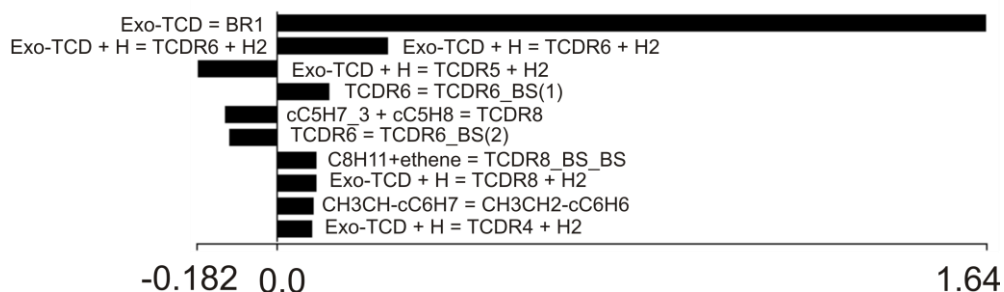 Exo-TCD = BR1
Exo-TCD + H = TCDR6 + H2 Exo-TCD + H = TCDR6 + H2
Exo-TCD + H = TCDR5 + H2
TCDR6 = TCDR6_BS(1)
cC5H7_3 + cC5H8 = TCDR8
TCDR6 = TCDR6_BS(2)
C8H11+ethene = TCDR8_BS_BS
Exo-TCD + H = TCDR8 + H2
CH3CH-cC6H7 = CH3CH2-cC6H6
Exo-TCD + H = TCDR4 + H2
-0.182 0.0 1.64